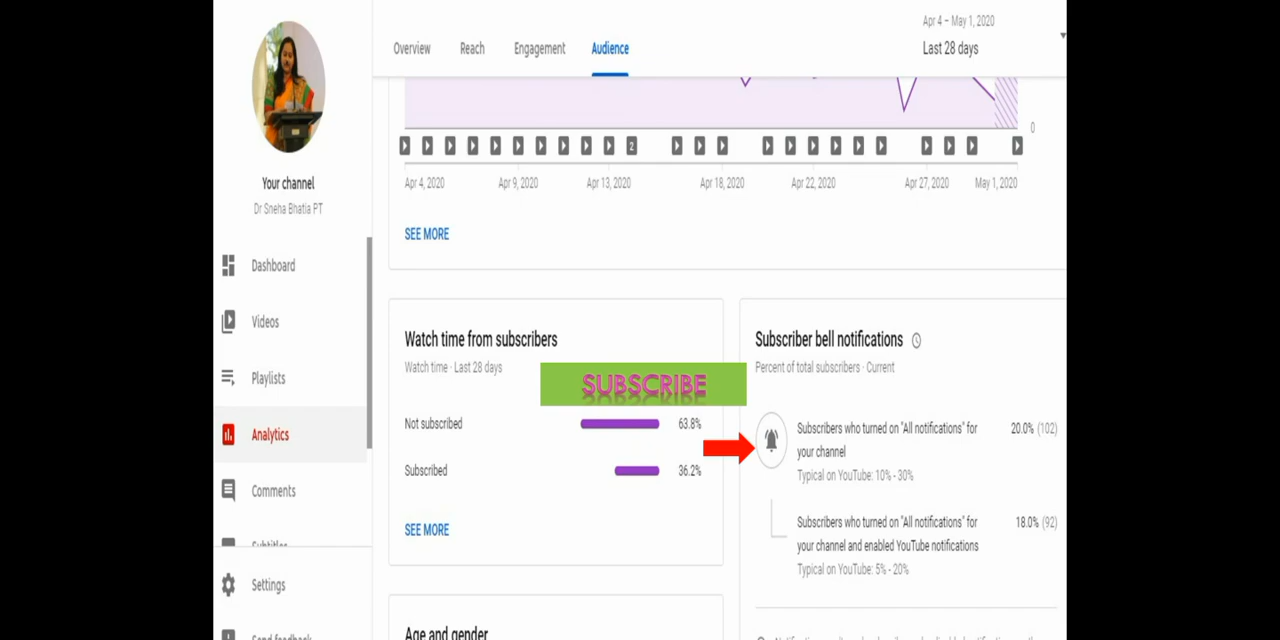 Apr 4 – May 1, 2020
Overview Reach Engagement Audience
Last 28 days
0
2
Apr 4, 2020 Apr 9, 2020 Apr 13, 2020 Apr 18, 2020 Apr 22, 2020 Apr 27, 2020 May 1, 2020
SEE MORE
Your channel
Dr Sneha Bhatia PT
Dashboard
Videos
Playlists
Analytics
Comments
Subtitles
Settings
Send feedback
Watch time from subscribers
Watch time · Last 28 days
SUBSCRIBE
Not subscribed 63.8%
Subscribed 36.2%
SEE MORE
Subscriber bell notifications
Percent of total subscribers · Current
Subscribers who turned on "All notifications" for 20.0% (102)
your channel
Typical on YouTube: 10% - 30%
Subscribers who turned on "All notifications" for 18.0% (92)
your channel and enabled YouTube notifications
Typical on YouTube: 5% - 20%
Age and gender